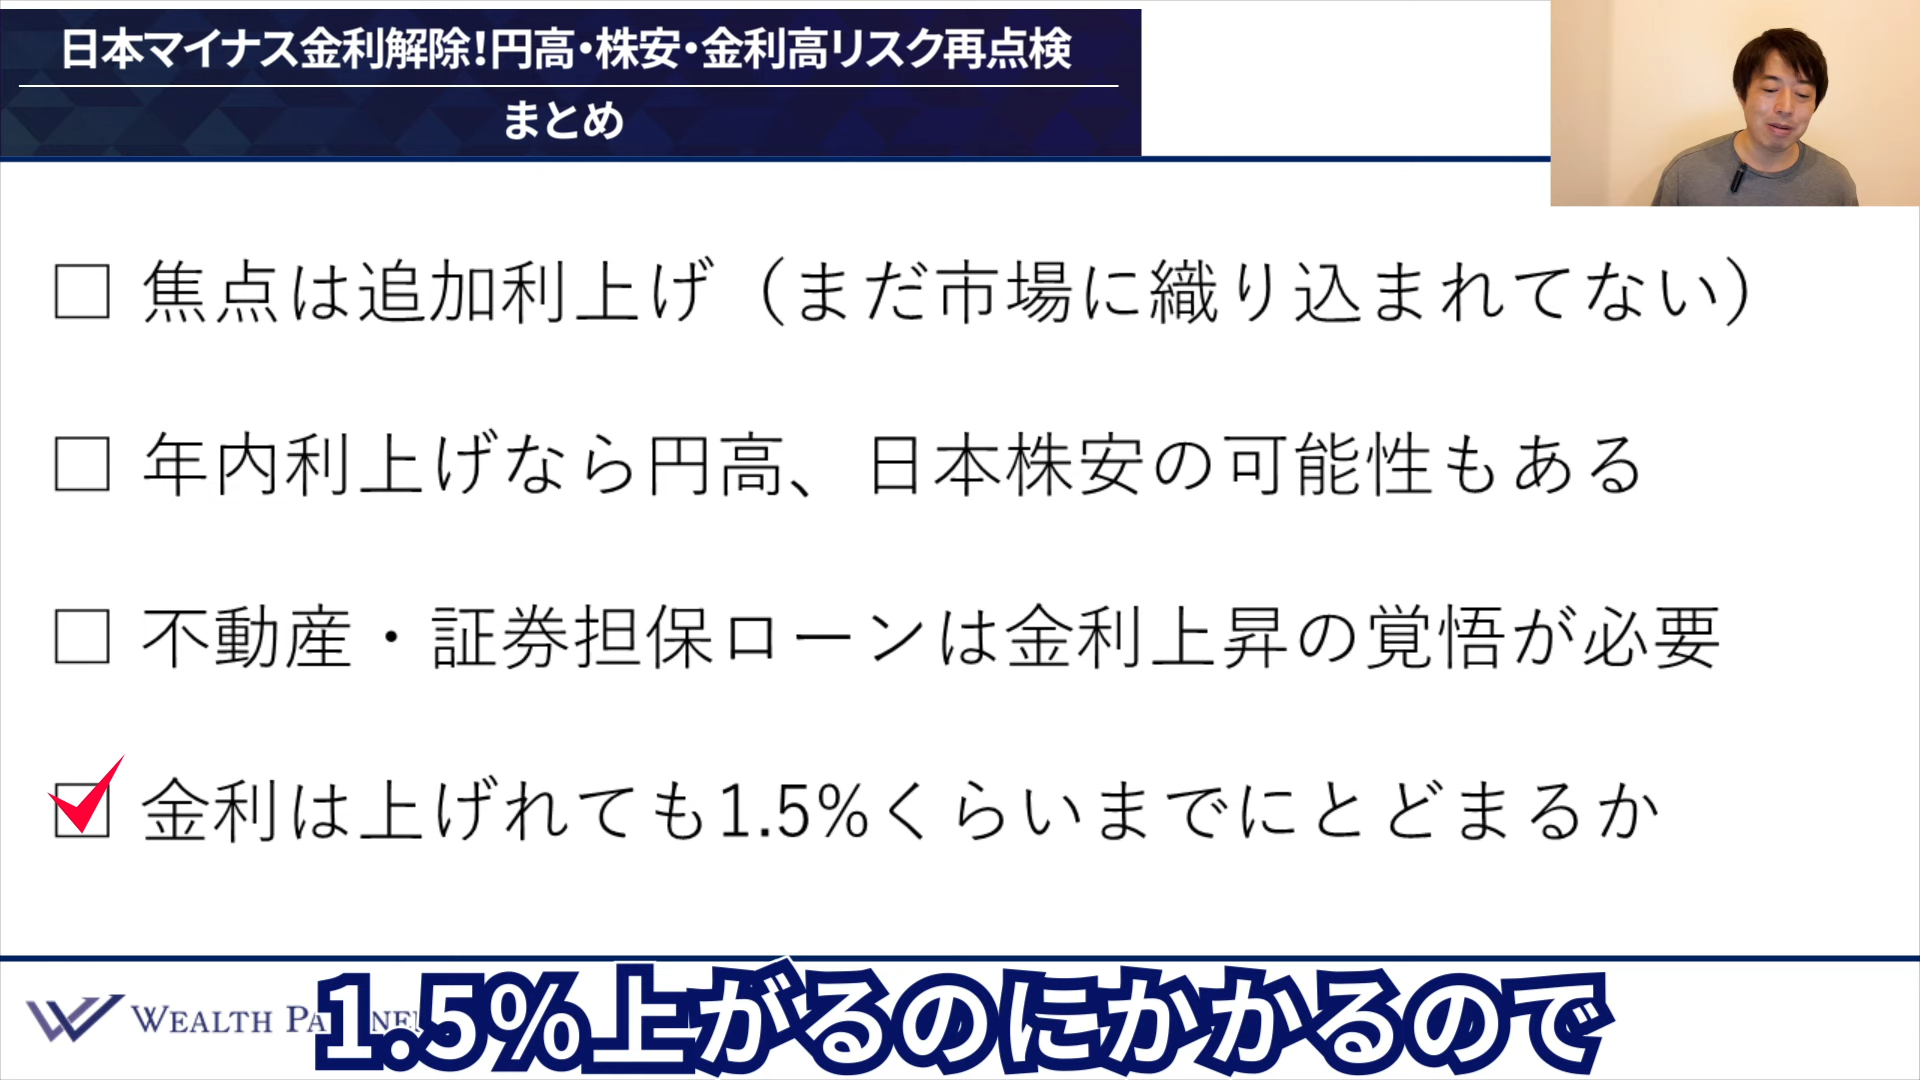 日本マイナス金利解除!円高・株安・金利高リスク再点検
まとめ
焦点は追加利上げ（まだ市場に織り込まれてない）
年内利上げなら円高、日本株安の可能性もある
不動産・証券担保ローンは金利上昇の覚悟が必要
金利は上げれても1.5%くらいまでにとどまるか
WEALTH
1.5%上がるのにかかるので